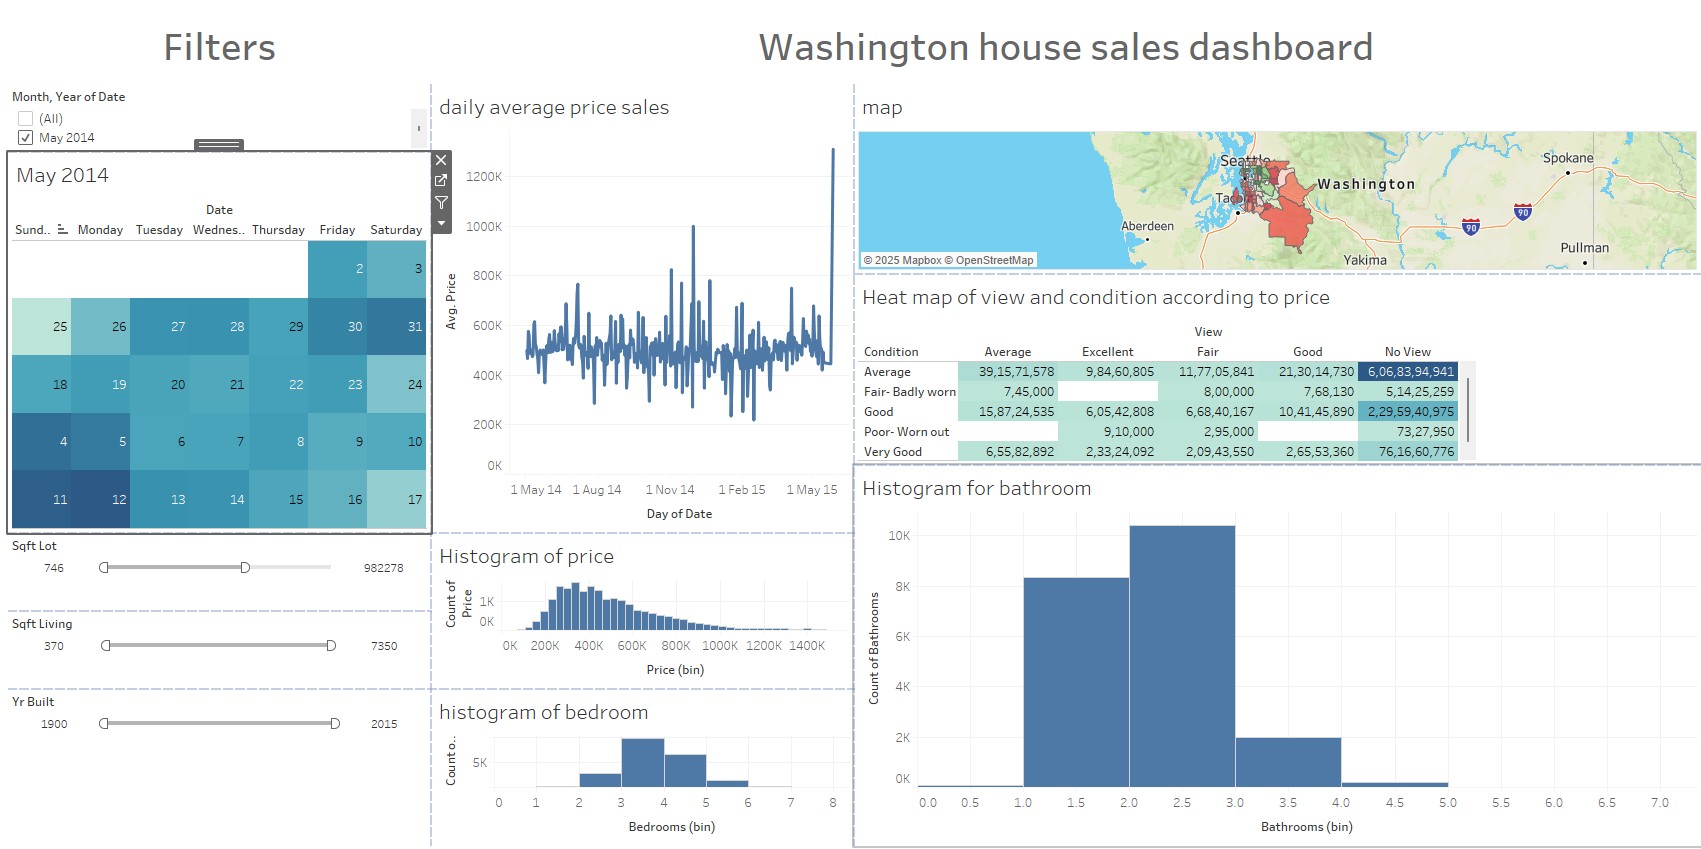 Filters
Washington house sales dashboard
Month, Year of Date
(All)
May 2014
May 2014
Date
Sund.. Monday Tuesday Wednes.. Thursday Friday Saturday
2 3
25 26 27 28 29 30 31
18 19 20 21 22 23 24
4 5 6 7 8 9 10
11 12 13 14 15 16 17
Sqft Lot
746 982278
Sqft Living
370 7350
Yr Built
1900 2015
daily average price sales
Avg. Price
1200K
1000K
800K
600K
400K
200K
0K
1 May 14 1 Aug 14 1 Nov 14 1 Feb 15 1 May 15
Day of Date
Histogram of price
Count of
Price
1K
0K
0K 200K 400K 600K 800K 1000K 1200K 1400K
Price (bin)
histogram of bedroom
Count o..
5K
0 1 2 3 4 5 6 7 8
Bedrooms (bin)
map
Seattle
Spokane
Washington
Taco
90
90
Aberdeen
Pullman
Yakima
© 2025 Mapbox © OpenStreetMap
Heat map of view and condition according to price
View
Condition Average Excellent Fair Good No View
Average 39,15,71,578 9,84,60,805 11,77,05,841 21,30,14,730 6,06,83,94,941
Fair- Badly worn 7,45,000 8,00,000 7,68,130 5,14,25,259
Good 15,87,24,535 6,05,42,808 6,68,40,167 10,41,45,890 2,29,59,40,975
Poor- Worn out 9,10,000 2,95,000 73,27,950
Very Good 6,55,82,892 2,33,24,092 2,09,43,550 2,65,53,360 76,16,60,776
Histogram for bathroom
Count of Bathrooms
10K
8K
6K
4K
2K
0K
0.0 0.5 1.0 1.5 2.0 2.5 3.0 3.5 4.0 4.5 5.0 5.5 6.0 6.5 7.0
Bathrooms (bin)